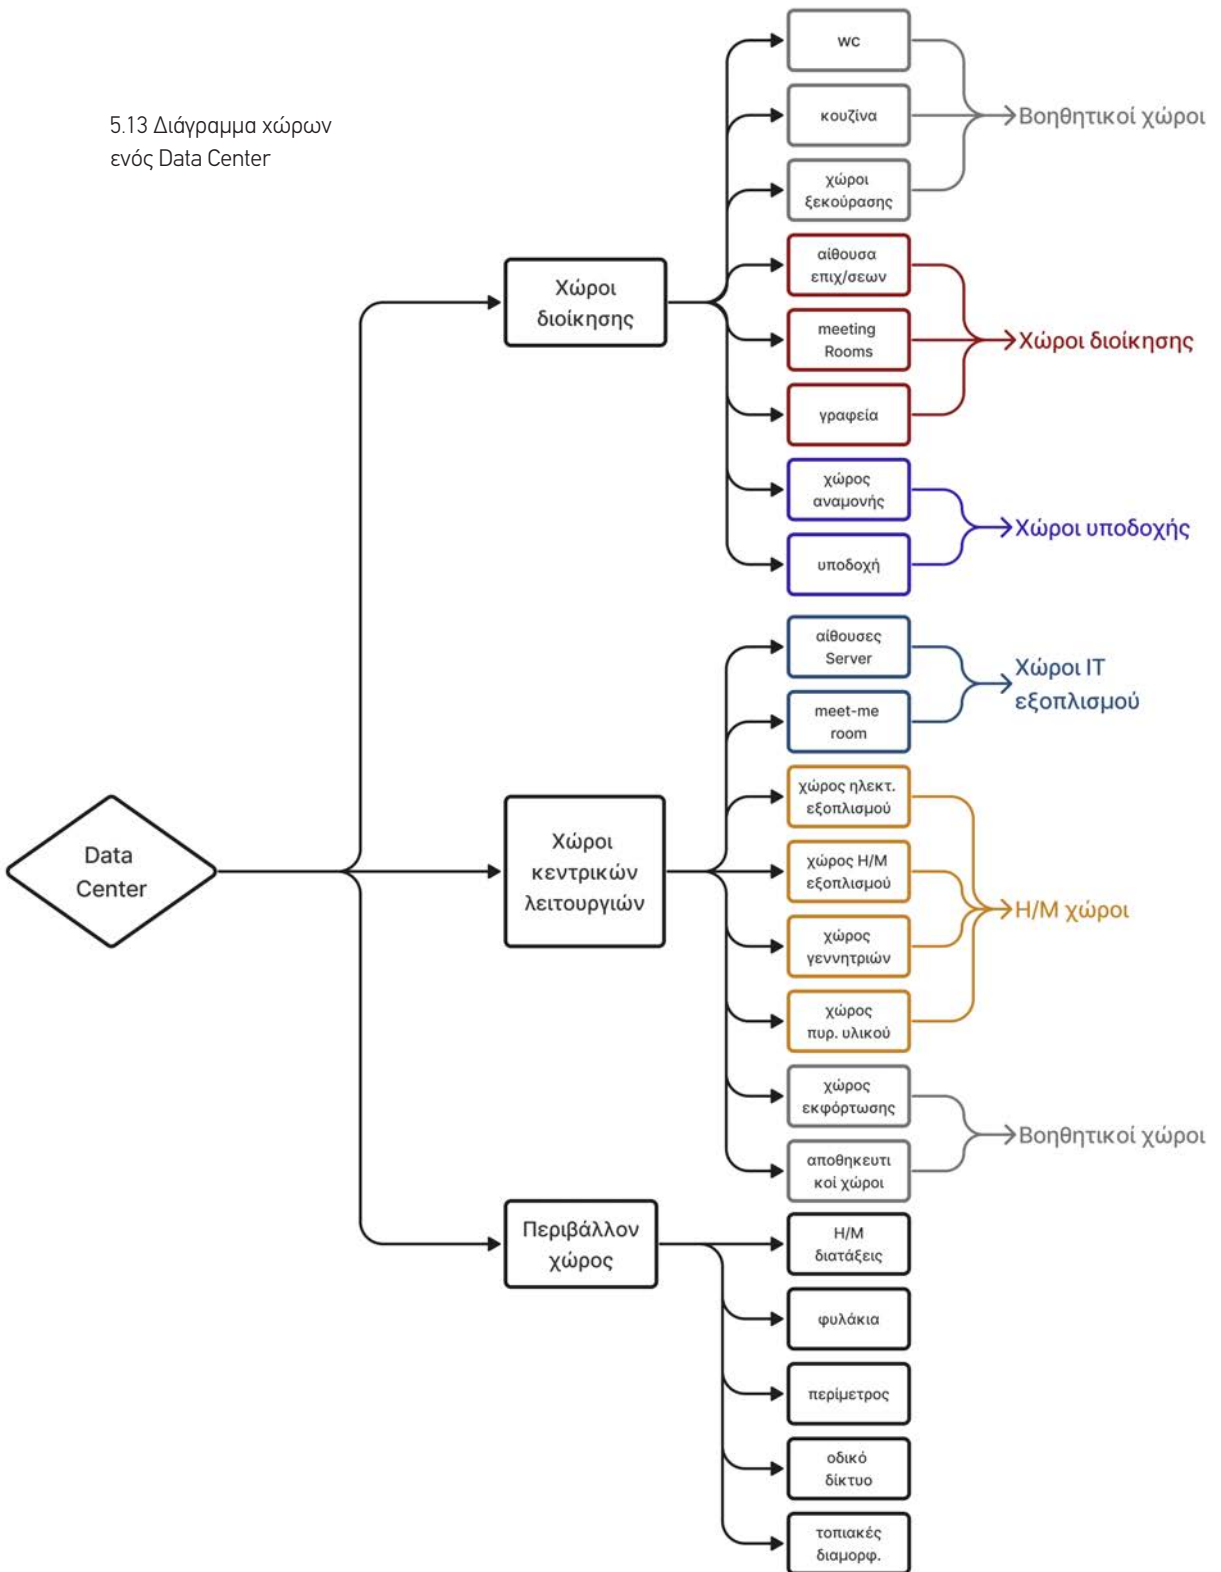 5.13 Διάγραμμα χώρων
ενός Data Center
wc
κουζίνα
χώροι
ξεκούρασης
Βοηθητικοί χώροι
Χώροι
διοίκησης
αίθουσα
επιχ/σεων
meeting
Rooms
γραφεία
Χώροι διοίκησης
χώρος
αναμονής
υποδοχή
Χώροι υποδοχής
Data
Center
Χώροι
κεντρικών
λειτουργιών
αίθουσες
Server
meet-me
room
Χώροι IT
εξοπλισμού
χώρος ηλεκτ.
εξοπλισμού
χώρος Η/Μ
εξοπλισμού
χώρος
γεννητριών
χώρος
πυρ. υλικού
Η/Μ χώροι
χώρος
εκφόρτωσης
αποθηκευτι
κοί χώροι
Βοηθητικοί χώροι
Περιβάλλον
χώρος
Η/Μ
διατάξεις
φυλάκια
περίμετρος
οδικό
δίκτυο
τοπιακές
διαμορφ.